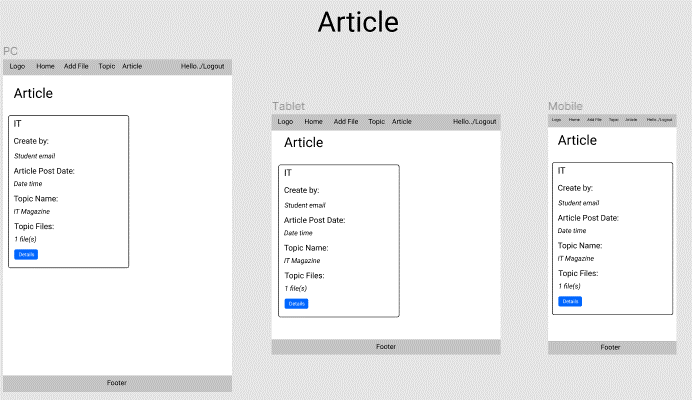 Article
PC
Logo Home Add File Topic Article Hello../Logout
Article
IT
Create by:
Student email
Article Post Date:
Date time
Topic Name:
IT Magazine
Topic Files:
1 file(s)
Details
Footer
Tablet
Logo Home Add File Topic Article Hello../Logout
Article
IT
Create by:
Student email
Article Post Date:
Date time
Topic Name:
IT Magazine
Topic Files:
1 file(s)
Details
Footer
Mobile
Logo Home Add File Topic Article Hello../Logout
Article
IT
Create by:
Student email
Article Post Date:
Date time
Topic Name:
IT Magazine
Topic Files:
1 file(s)
Details
Footer